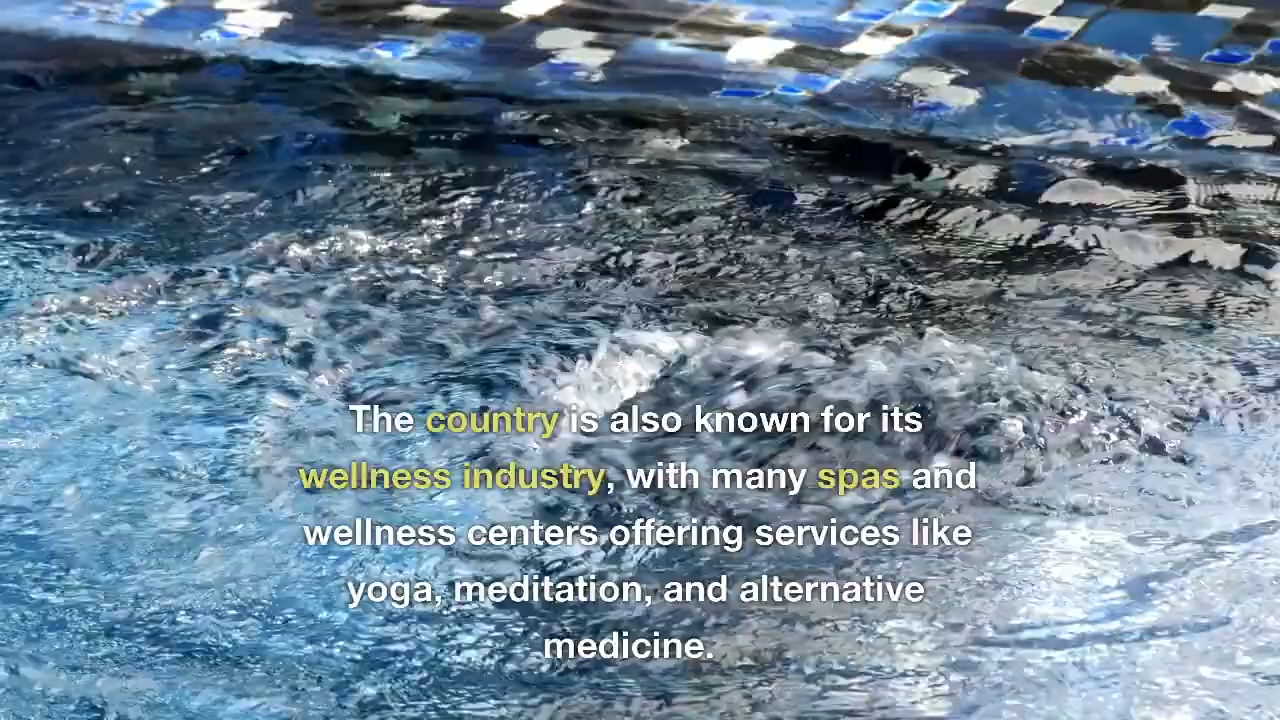 The country is also known for its
wellness industry, with many spas and
wellness centers offering services like
yoga, meditation, and alternative
medicine.